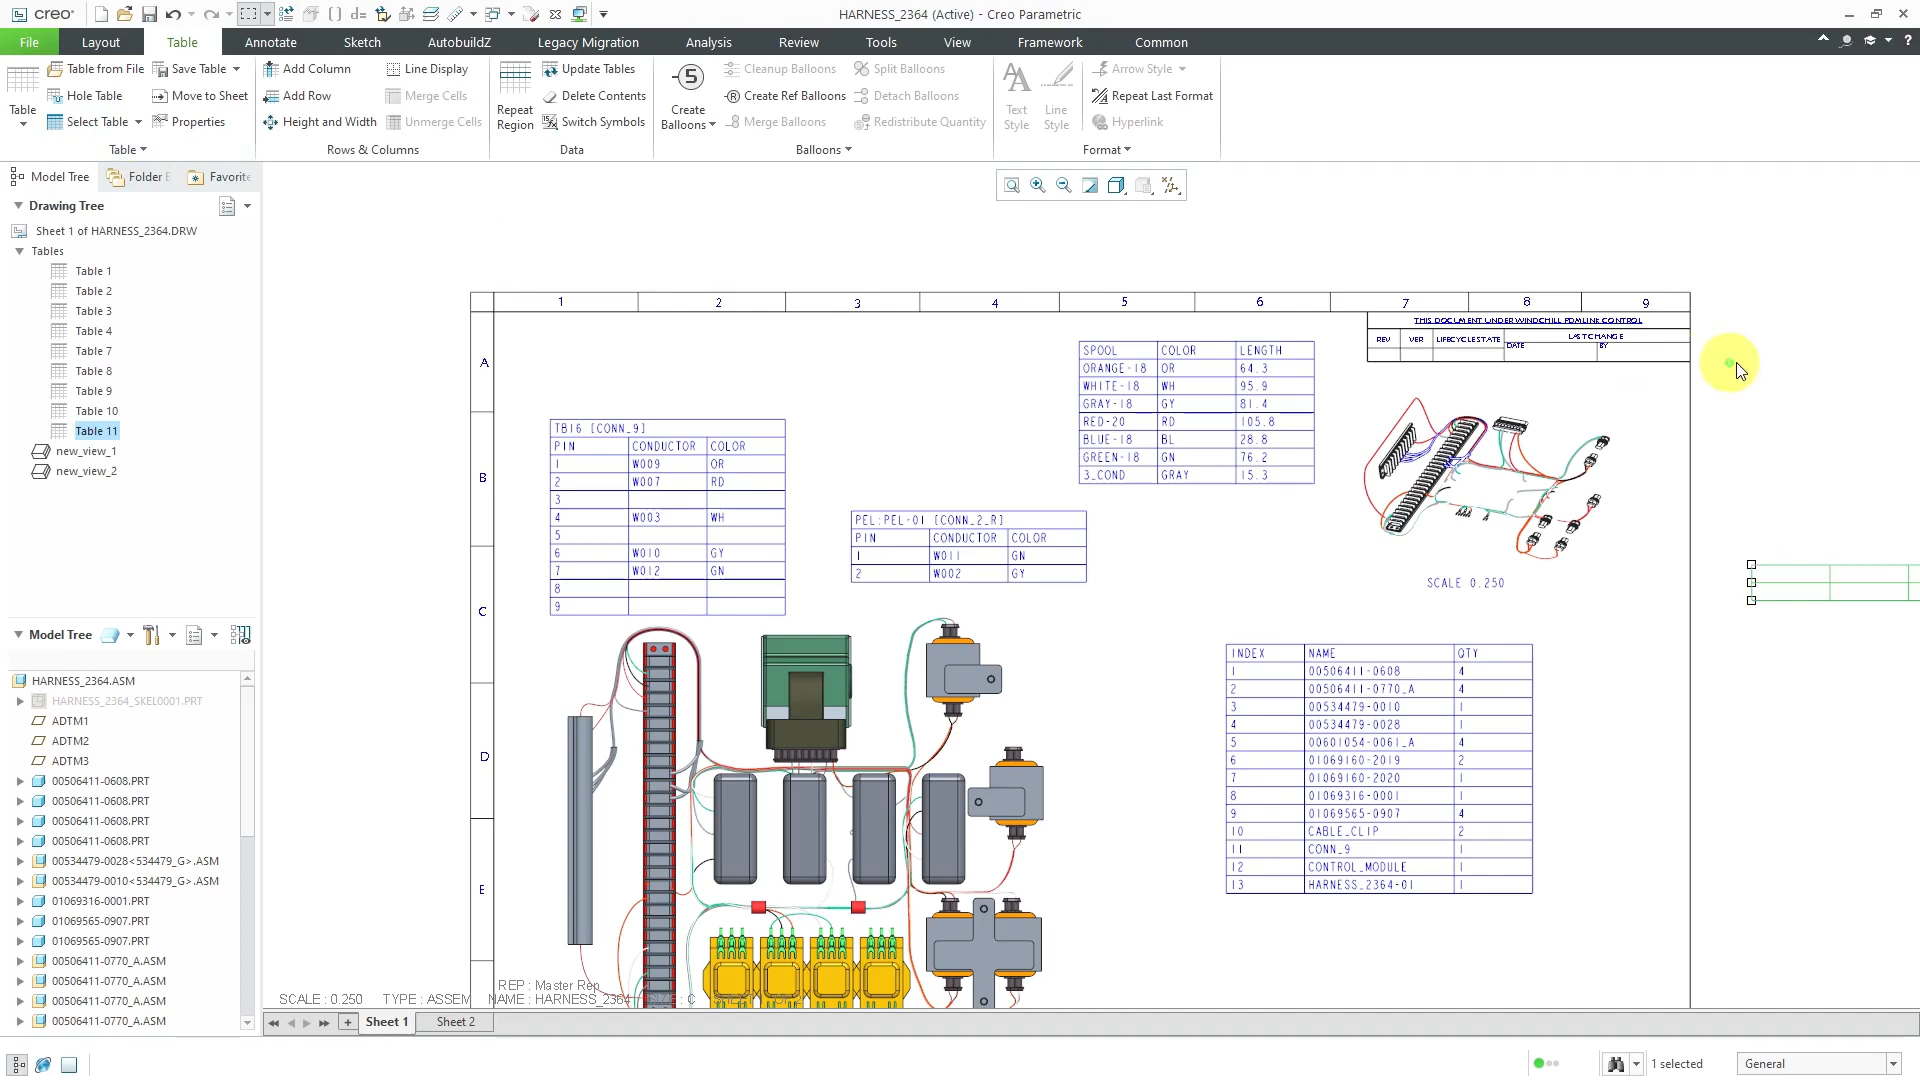 creo®
HARNESS_2364 (Active) - Creo Parametric
File
Layout
Table
Annotate
Sketch
AutobuildZ
Legacy Migration
Analysis
Review
Tools
View
Framework
Common
Table
Table from File
Save Table
Hole Table
Move to Sheet
Select Table
Properties
Table
Add Column
Line Display
Add Row
Merge Cells
Height and Width
Unmerge Cells
Rows & Columns
Repeat
Region
Update Tables
Delete Contents
Switch Symbols
Data
Create
Balloons
Cleanup Balloons
Split Balloons
Create Ref Balloons
Detach Balloons
Merge Balloons
Redistribute Quantity
Balloons
Text
Style
Line
Style
Arrow Style
Repeat Last Format
Hyperlink
Format
Model Tree
Folder
Favorite
Drawing Tree
Sheet 1 of HARNESS_2364.DRW
Tables
Table 1
Table 2
Table 3
Table 4
Table 7
Table 8
Table 9
Table 10
Table 11
new_view_1
new_view_2
Model Tree
HARNESS_2364.ASM
HARNESS_2364_SKEL0001.PRT
ADTM1
ADTM2
ADTM3
00506411-0608.PRT
00506411-0608.PRT
00506411-0608.PRT
00506411-0608.PRT
00534479-0028<534479_G>.ASM
00534479-0010<534479_G>.ASM
01069316-0001.PRT
01069565-0907.PRT
01069565-0907.PRT
00506411-0770_A.ASM
00506411-0770_A.ASM
00506411-0770_A.ASM
00506411-0770_A.ASM
1 2 3 4 5 6 7 8 9
A
B
C
D
E
THIS DOCUMENT UNDER WINDCHILL PDMLINK CONTROL
REV VER LIFECYCLE STATE LAST CHANGE
DATE BY
SPOOL COLOR LENGTH
ORANGE-18 OR 64.3
WHITE-18 WH 95.9
GRAY-18 GY 81.4
RED-20 RD 105.8
BLUE-18 BL 28.8
GREEN-18 GN 76.2
3_COND GRAY 15.3
TB16 [CONN_9]
PIN CONDUCTOR COLOR
1 W009 OR
2 W007 RD
3
4 W003 WH
5
6 W010 GY
7 W012 GN
8
9
PEL:PEL-01 [CONN_2_R]
PIN CONDUCTOR COLOR
1 W011 GN
2 W002 GY
SCALE 0.250
INDEX NAME QTY
1 00506411-0608 4
2 00506411-0770_A 4
3 00534479-0010 1
4 00534479-0028 1
5 00601054-0061_A 4
6 01069160-2019 2
7 01069160-2020 1
8 01069316-0001 1
9 01069565-0907 4
10 CABLE_CLIP 2
11 CONN_9 1
12 CONTROL_MODULE 1
13 HARNESS_2364-01 1
REP : Master Rep
SCALE : 0.250 TYPE : ASSEM NAME : HARNESS_2364 : C
Sheet 1
Sheet 2
1 selected
General